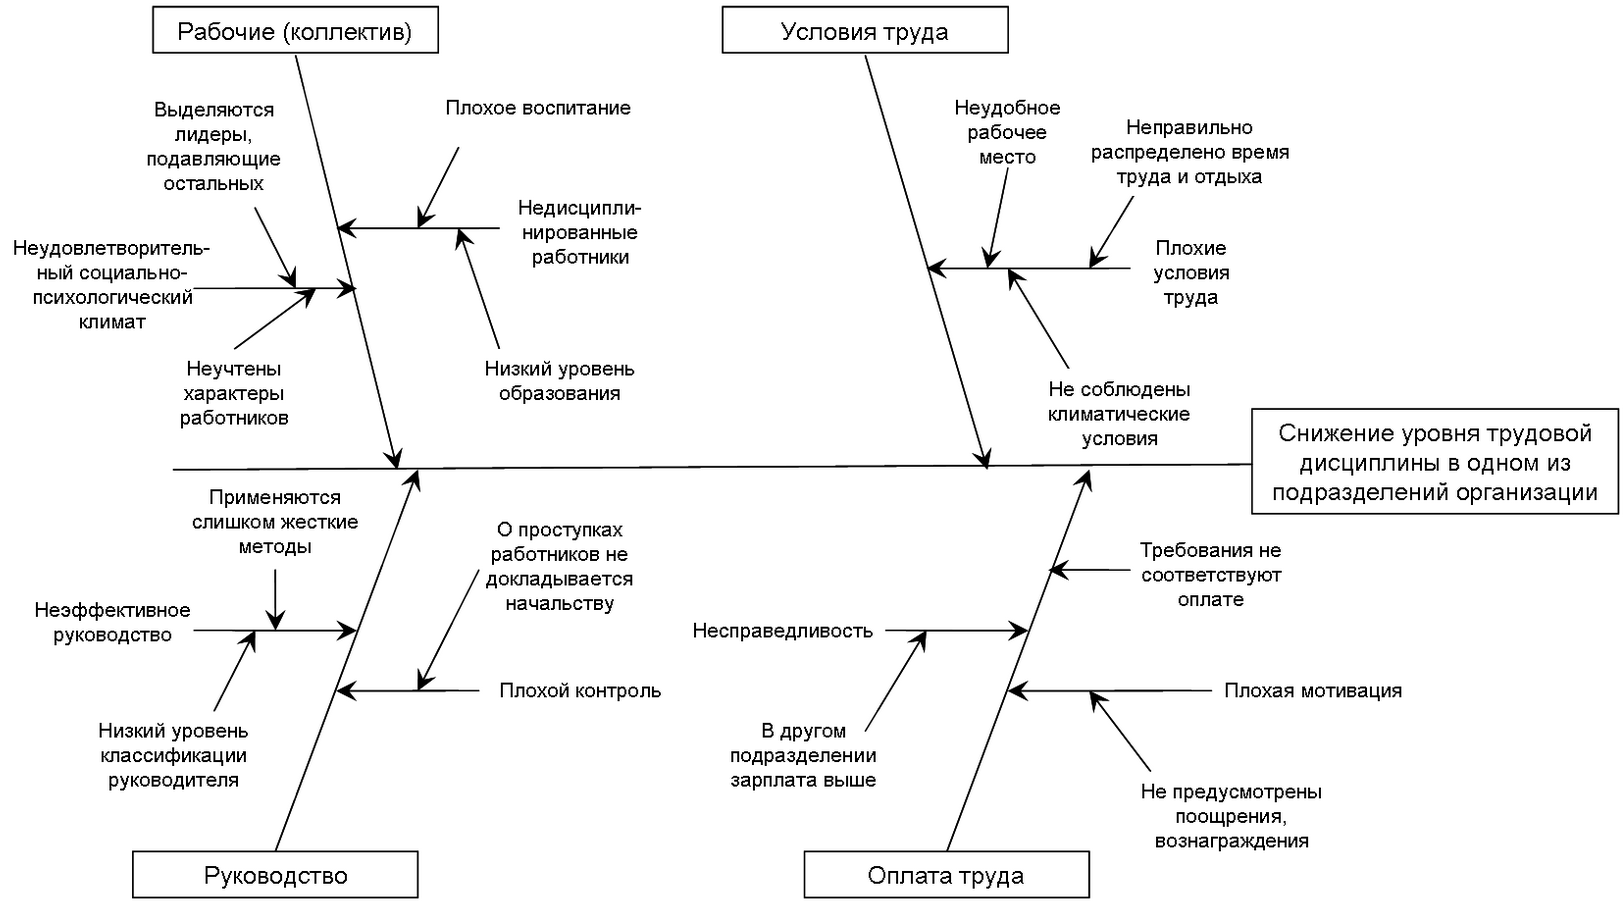 Рабочие (коллектив)
Условия труда
Выделяются
лидеры,
подавляющие
остальных
Плохое воспитание
Неудобное
рабочее
место
Неправильно
распределено время
труда и отдыха
Недисципли-
нированные
работники
Неудовлетворитель-
ный социально-
психологический
климат
Плохие
условия
труда
Неучтены
характеры
работников
Низкий уровень
образования
Не соблюдены
климатические
условия
Снижение уровня трудовой
дисциплины в одном из
подразделений организации
Применяются
слишком жесткие
методы
О проступках
работников не
докладывается
начальству
Требования не
соответствуют
оплате
Неэффективное
руководство
Несправедливость
Плохой контроль
Плохая мотивация
Низкий уровень
классификации
руководителя
В другом
подразделении
зарплата выше
Не предусмотрены
поощрения,
вознаграждения
Руководство
Оплата труда